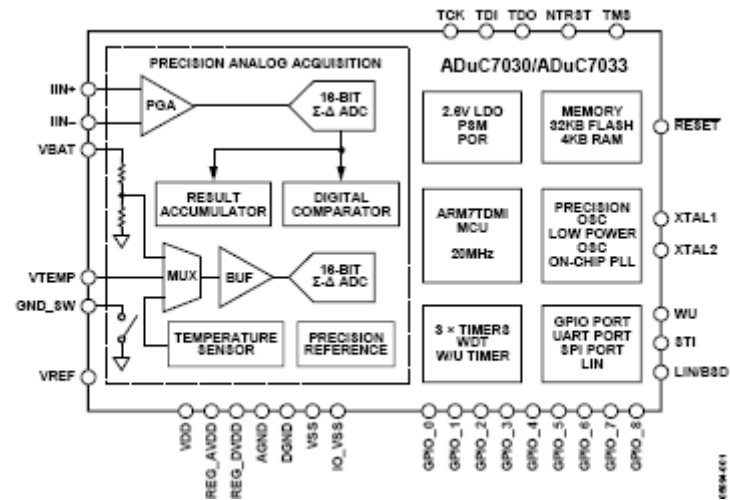 TCK TDI TDO NTRST TMS
PRECISION ANALOG ACQUISITION
ADuC7030/ADuC7033
IIN+
IIN–
VBAT
PGA
16-BIT
Σ-Δ ADC
2.6V LDO
PSM
POR
MEMORY
32KB FLASH
4KB RAM
RESET
RESULT
ACCUMULATOR
DIGITAL
COMPARATOR
ARM7TDMI
MCU
20MHz
PRECISION
OSC
LOW POWER
OSC
ON-CHIP PLL
XTAL1
XTAL2
VTEMP
GND_SW
MUX
BUF
16-BIT
Σ-Δ ADC
TEMPERATURE
SENSOR
PRECISION
REFERENCE
TIMERS
WDT
W/U TIMER
GPIO PORT
UART PORT
SPI PORT
LIN
WU
STI
LIN/BSD
VREF
VDD
REG_AVDD
REG_DVDD
AGND
DGND
VSS
IO_VSS
GPIO_0
GPIO_1
GPIO_2
GPIO_3
GPIO_4
GPIO_5
GPIO_6
GPIO_7
GPIO_8